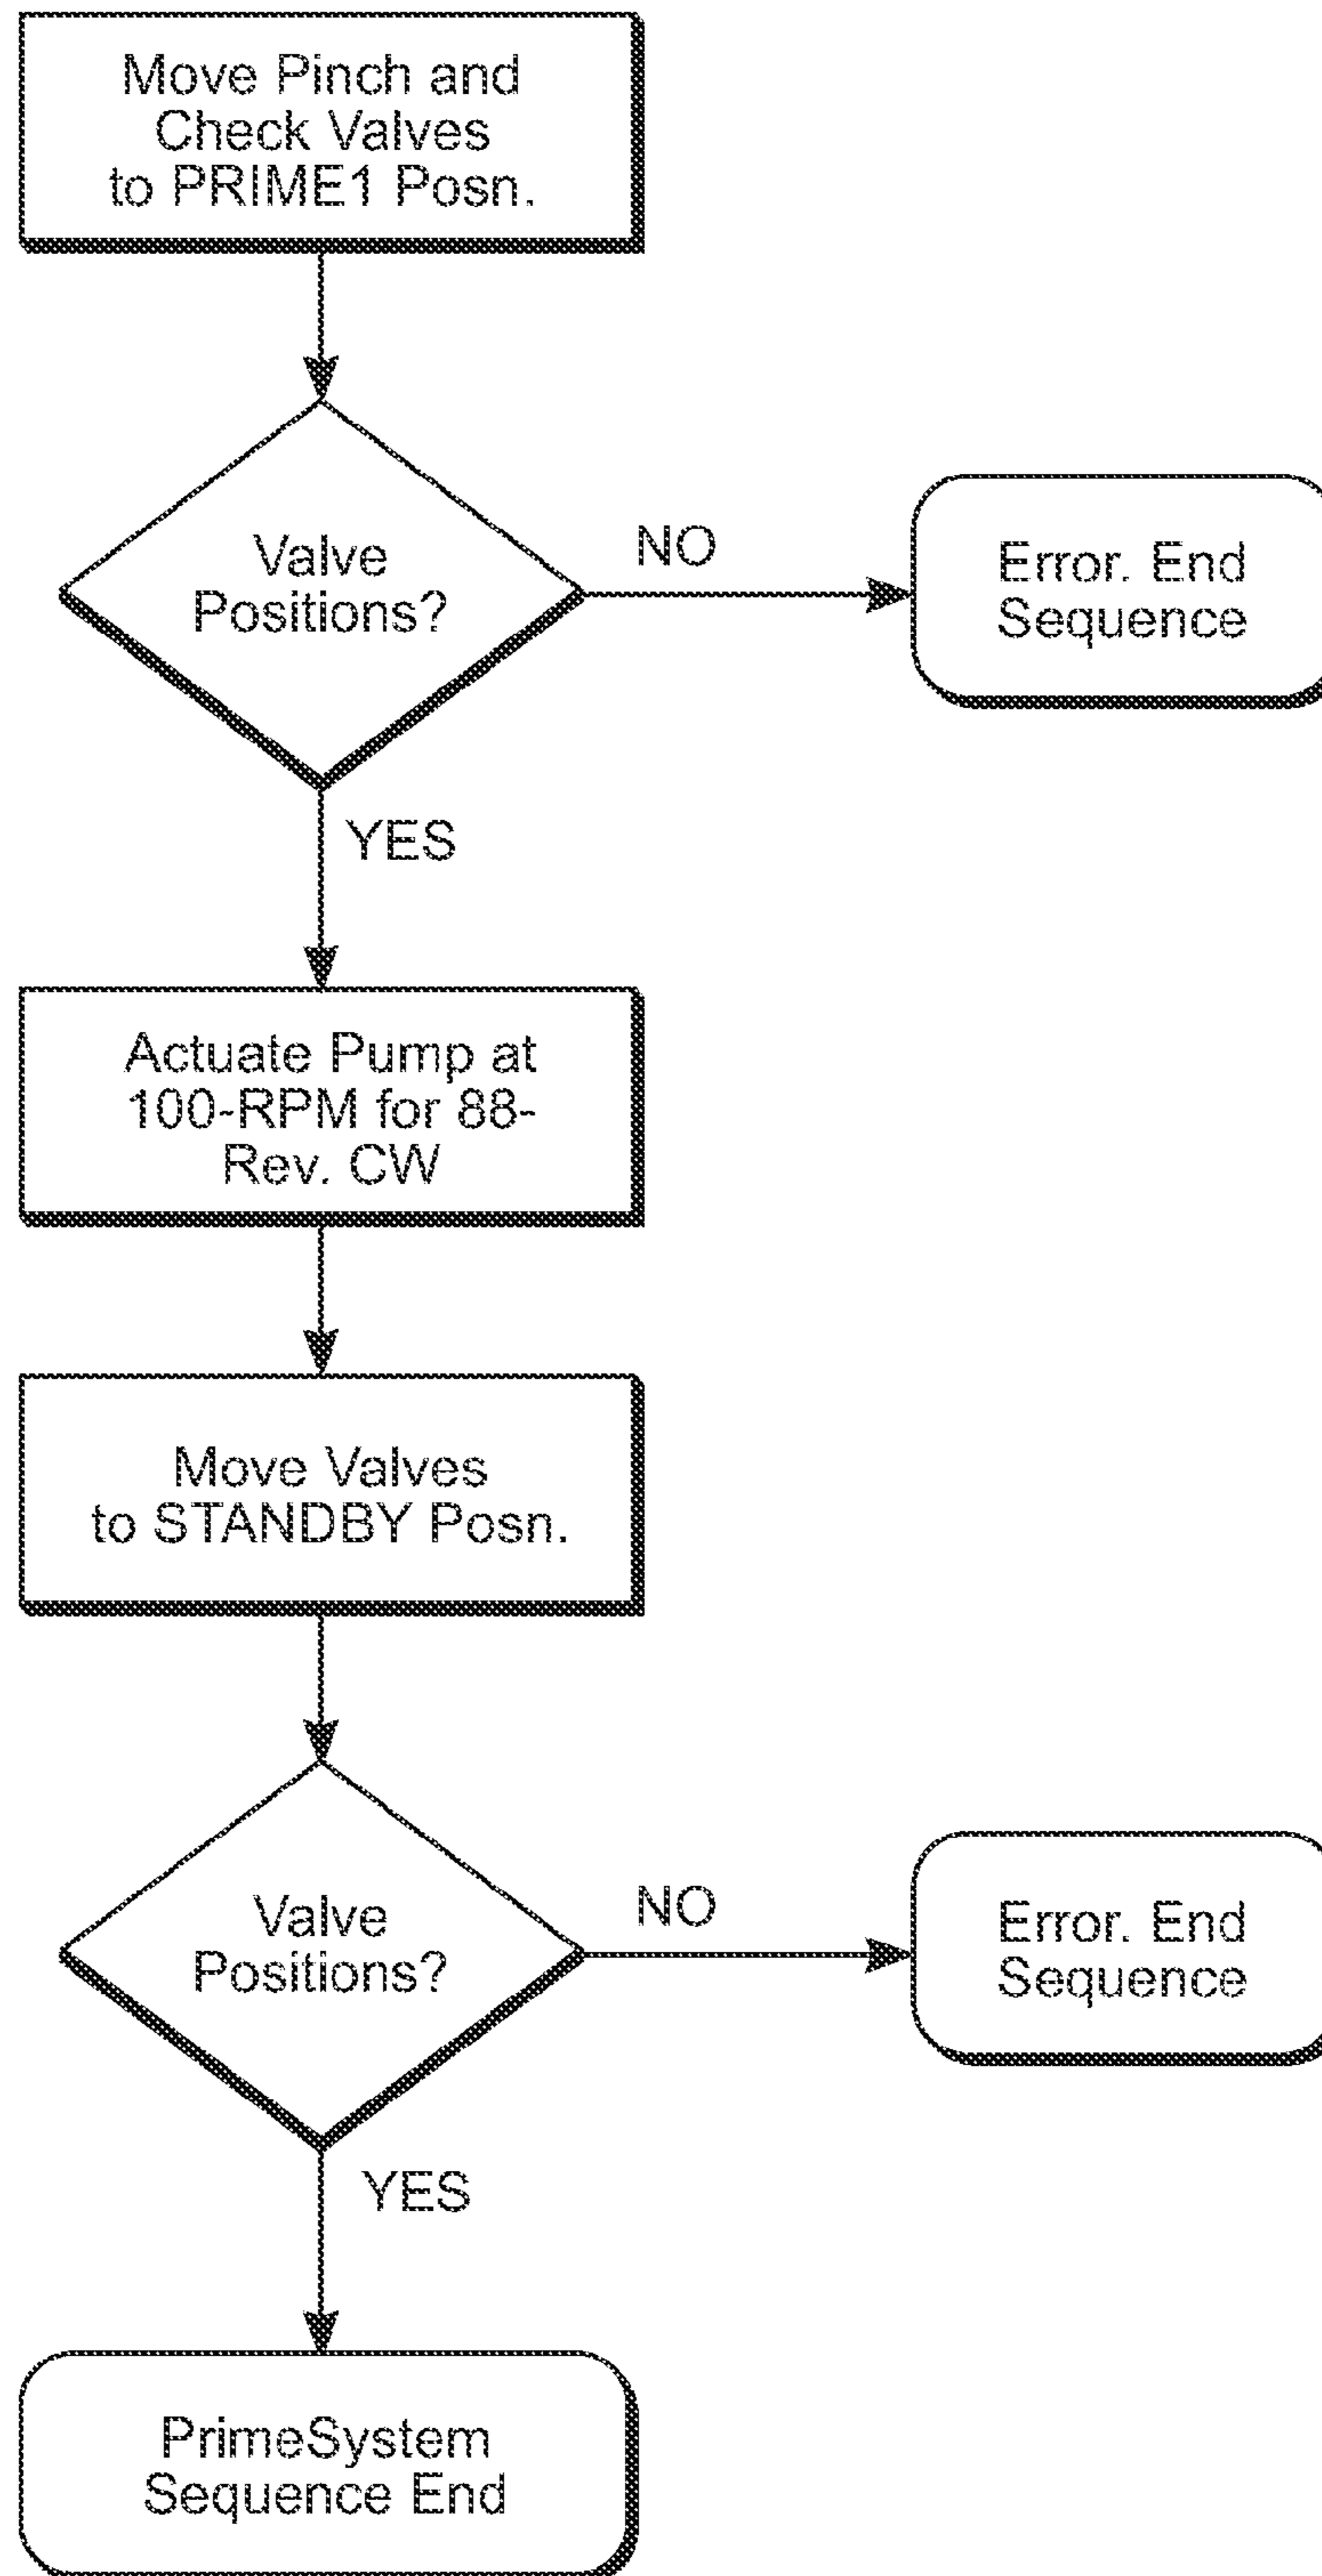 Move Pinch and
Check Valves
to PRIME1 Posn.
Valve
Positions?
NO
Error. End
Sequence
YES
Actuate Pump at
100-RPM for 88-
Rev. CW
Move Valves
to STANDBY Posn.
Valve
Positions?
NO
Error. End
Sequence
YES
PrimeSystem
Sequence End